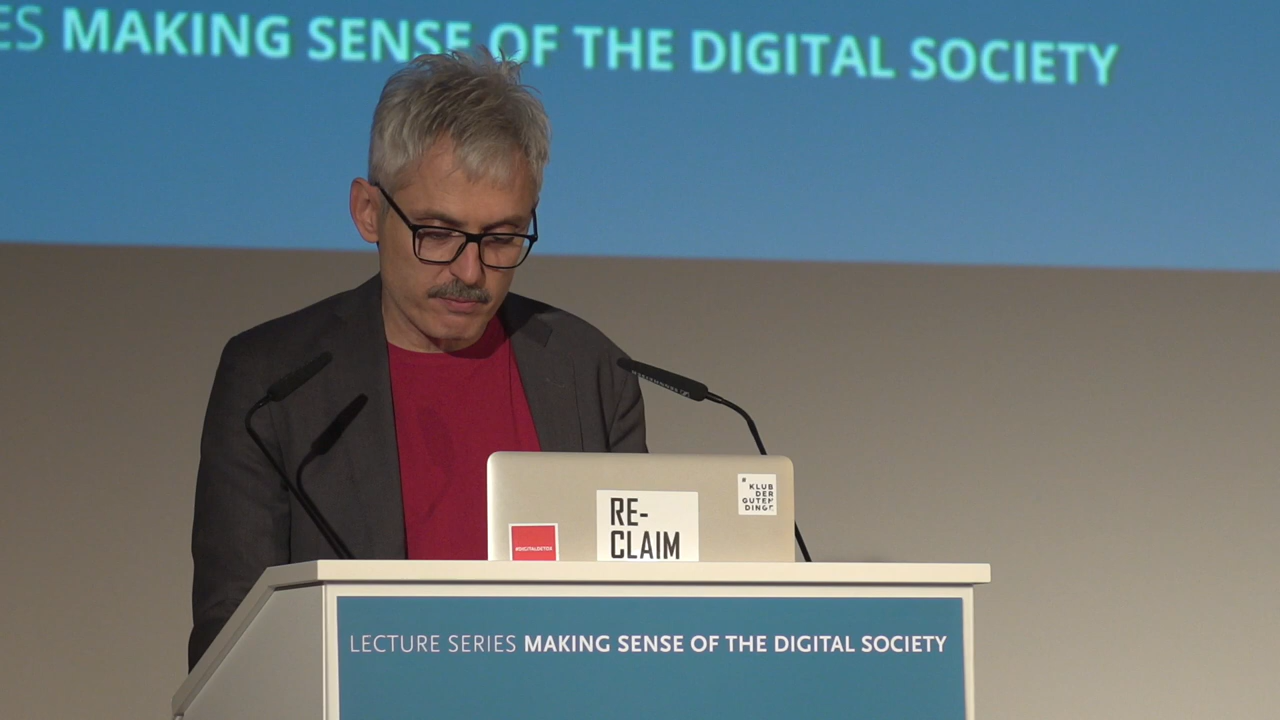 ES MAKING SENSE OF THE DIGITAL SOCIETY
#
KLUB
DER
GUTEN
DINGE
RE-
CLAIM
#DIGITALDETOX
LECTURE SERIES MAKING SENSE OF THE DIGITAL SOCIETY